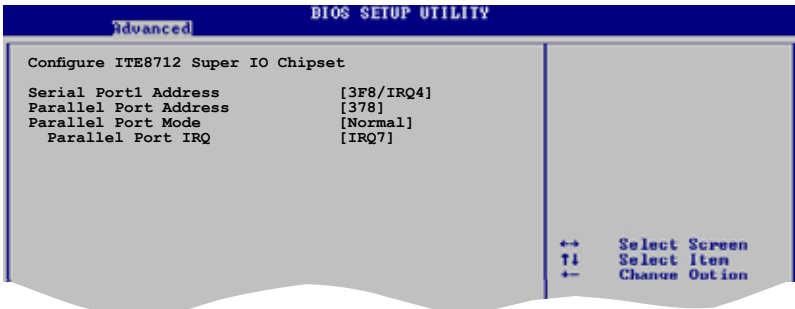 BIOS SETUP UTILITY
Advanced
Configure ITE8712 Super IO Chipset
Serial Port1 Address [3F8/IRQ4]
Parallel Port Address [378]
Parallel Port Mode [Normal]
Parallel Port IRQ [IRQ7]
←→ Select Screen
↑↓ Select Item
+- Change Option